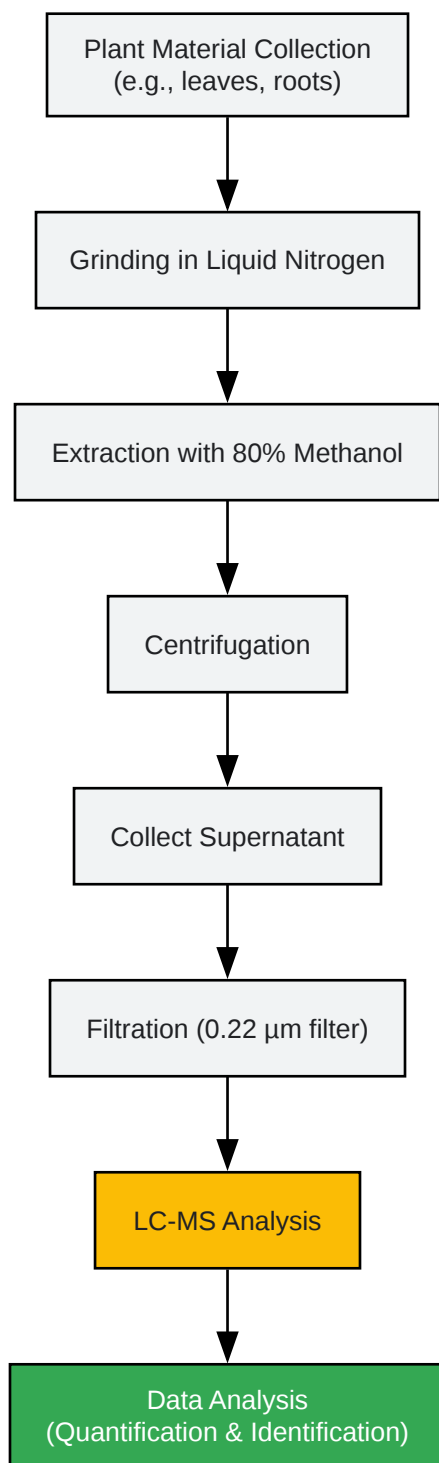 Plant Material Collection
(e.g., leaves, roots)
Grinding in Liquid Nitrogen
Extraction with 80% Methanol
Centrifugation
Collect Supernatant
Filtration (0.22 µm filter)
LC-MS Analysis
Data Analysis
(Quantification & Identification)